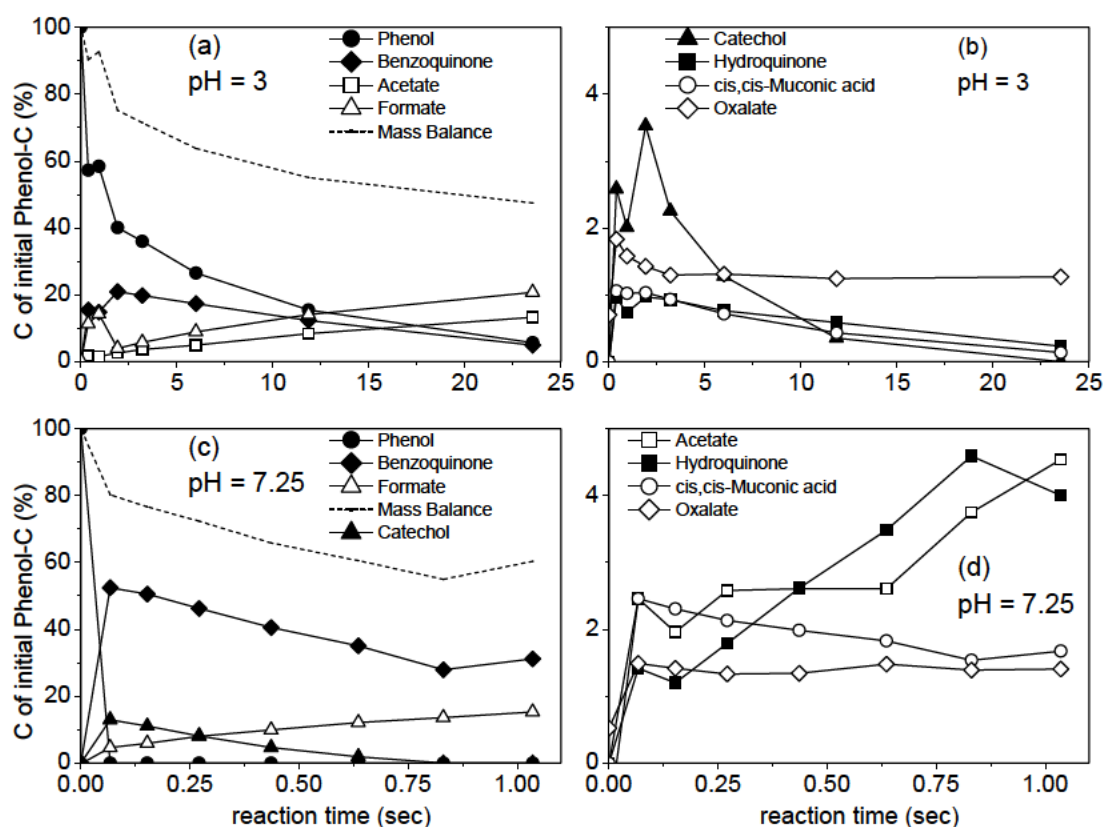 C of initial Phenol-C (%)
100
80
60
40
20
0
(a)
pH = 3
Phenol
Benzoquinone
Acetate
Formate
Mass Balance
0 5 10 15 20 25
4
2
0
Catechol
Hydroquinone
cis,cis-Muconic acid
Oxalate
(b)
pH = 3
0 5 10 15 20 25
C of initial Phenol-C (%)
100
80
60
40
20
0
(c)
pH = 7.25
Phenol
Benzoquinone
Formate
Mass Balance
Catechol
0.00 0.25 0.50 0.75 1.00
reaction time (sec)
4
2
0
Acetate
Hydroquinone
cis,cis-Muconic acid
Oxalate
(d)
pH = 7.25
0.00 0.25 0.50 0.75 1.00
reaction time (sec)